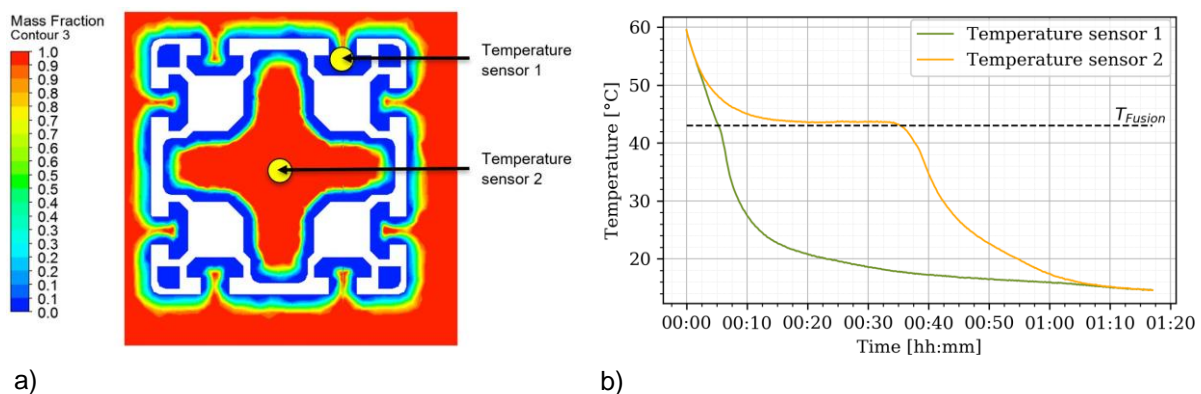 Mass Fraction
Contour 3
1.0
1.0
0.9
0.9
0.8
0.8
0.7
0.7
0.6
0.6
0.5
0.5
0.4
0.4
0.3
0.3
0.2
0.2
0.1
0.1
0.0
Temperature
sensor 1
Temperature
sensor 2
a)
Temperature sensor 1
Temperature sensor 2
T_Fusion
Temperature [°C]
60
50
40
30
20
00:00 00:10 00:20 00:30 00:40 00:50 01:00 01:10 01:20
Time [hh:mm]
b)